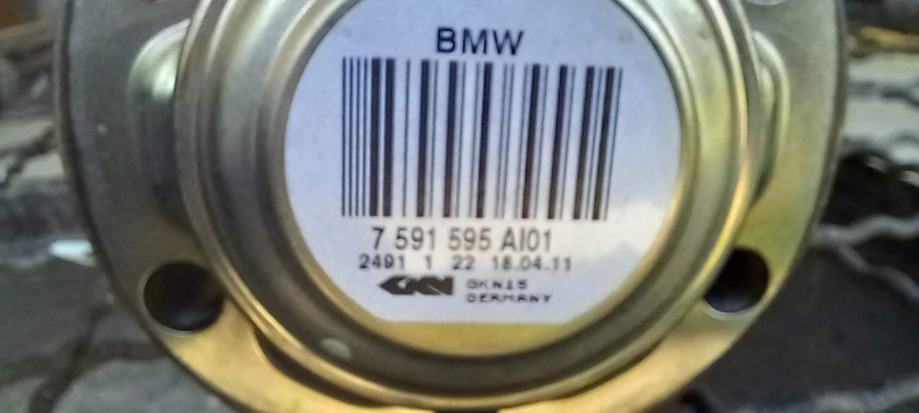 BMW
7 591 595 AI01
2491 1 22 18.04.11
GKN GKN15
GERMANY